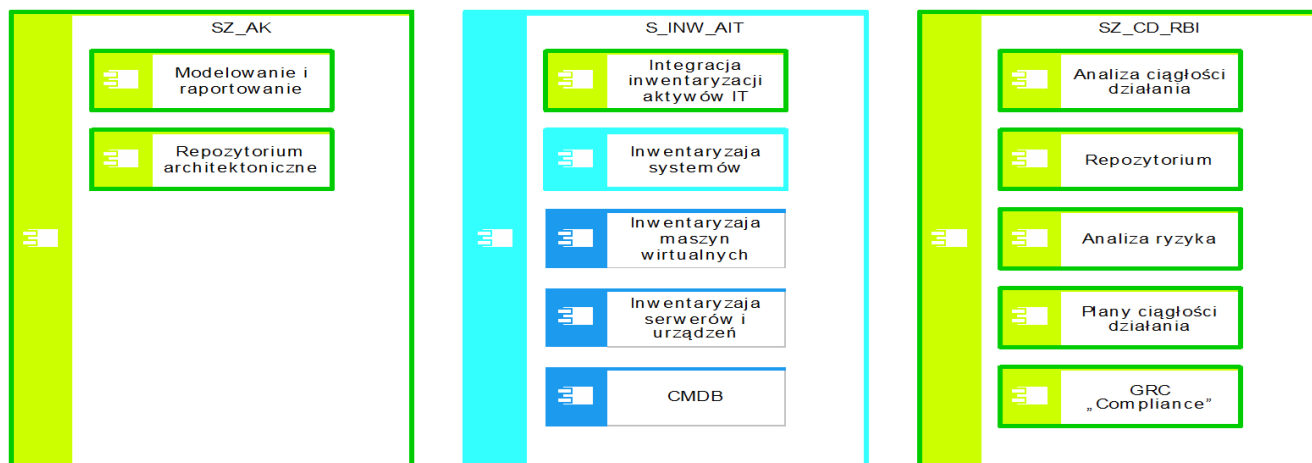 SZ_AK
Modelowanie i
raportowanie
Repozytorium
architektoniczne
S_INW_AIT
Integracja
inwentaryzacji
aktywów IT
Inwentaryzaja
systemów
Inwentaryzaja
maszyn
wirtualnych
Inwentaryzaja
serwerów i
urządzeń
CMDB
SZ_CD_RBI
Analiza ciągłości
działania
Repozytorium
Analiza ryzyka
Plany ciągłości
działania
GRC
„Compliance”